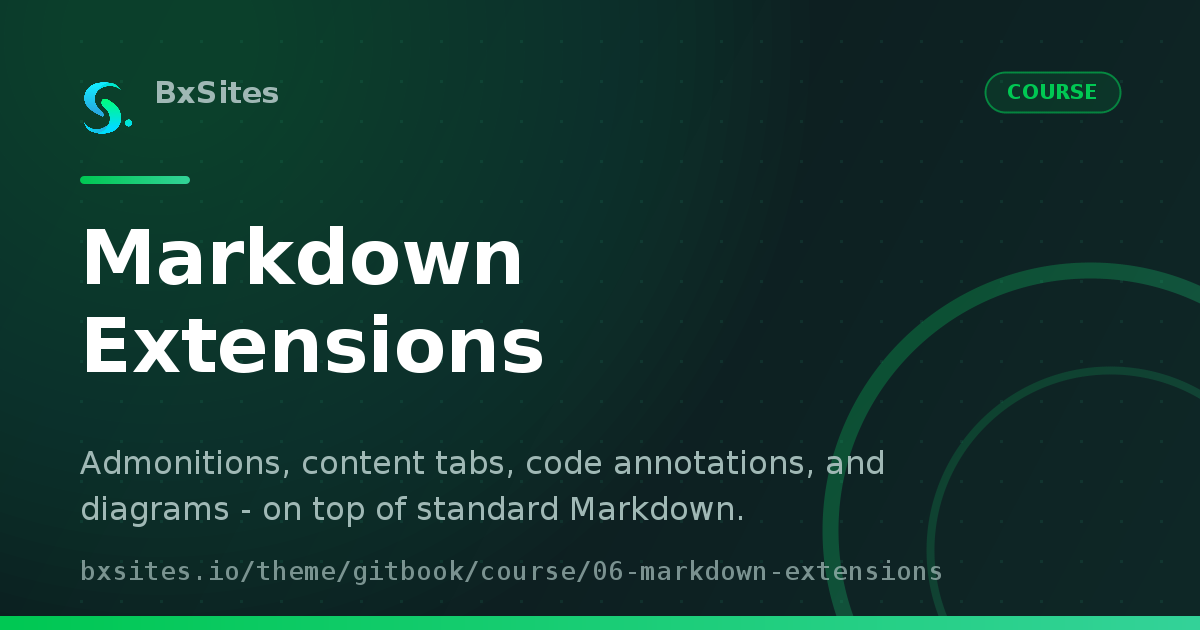 BxSites
COURSE
Markdown
Extensions
Admonitions, content tabs, code annotations, and
diagrams - on top of standard Markdown.
bxsites.io/theme/gitbook/course/06-markdown-extensions